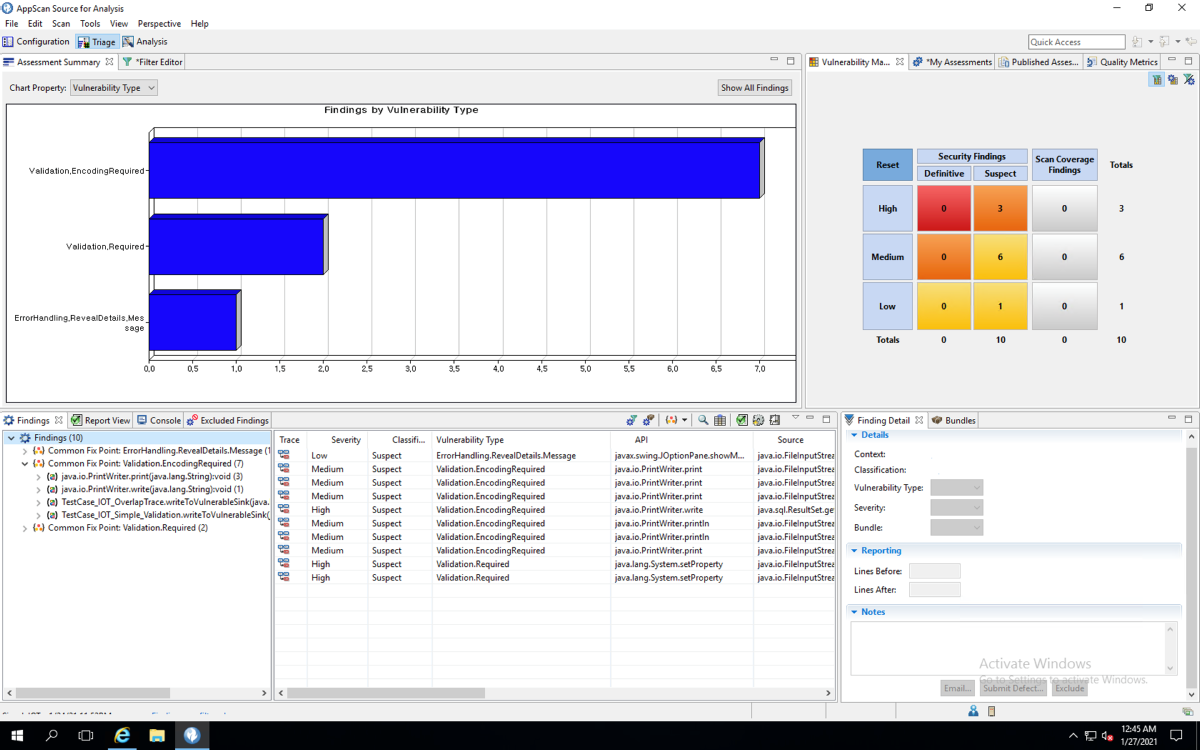 AppScan Source for Analysis
File Edit Scan Tools View Perspective Help
Configuration Triage Analysis Quick Access
Assessment Summary *Filter Editor
Chart Property: Vulnerability Type Show All Findings
Findings by Vulnerability Type
Validation,EncodingRequired
Validation,Required
ErrorHandling,RevealDetails,Mes
sage
0,0 0,5 1,0 1,5 2,0 2,5 3,0 3,5 4,0 4,5 5,0 5,5 6,0 6,5 7,0
Vulnerability Ma... *My Assessments Published Asses... Quality Metrics
Reset Security Findings Scan Coverage Findings Totals
Definitive Suspect
High 0 3 0 3
Medium 0 6 0 6
Low 0 1 0 1
Totals 0 10 0 10
Findings Report View Console Excluded Findings
Findings (10)
Common Fix Point: ErrorHandling.RevealDetails.Message (1
Common Fix Point: Validation.EncodingRequired (7)
java.io.PrintWriter.print(java.lang.String):void (3)
java.io.PrintWriter.write(java.lang.String):void (1)
TestCase_IOT_OverlapTrace.writeToVulnerableSink(java.
TestCase_IOT_Simple_Validation.writeToVulnerableSink(
Common Fix Point: Validation.Required (2)
Trace Severity Classifi... Vulnerability Type API Source
Low Suspect ErrorHandling.RevealDetails.Message javax.swing.JOptionPane.showM... java.io.FileInputStrea
Medium Suspect Validation.EncodingRequired java.io.PrintWriter.print java.io.FileInputStrea
Medium Suspect Validation.EncodingRequired java.io.PrintWriter.print java.io.FileInputStrea
Medium Suspect Validation.EncodingRequired java.io.PrintWriter.print java.io.FileInputStrea
High Suspect Validation.EncodingRequired java.io.PrintWriter.write java.sql.ResultSet.ge
Medium Suspect Validation.EncodingRequired java.io.PrintWriter.println java.io.FileInputStrea
Medium Suspect Validation.EncodingRequired java.io.PrintWriter.println java.io.FileInputStrea
Medium Suspect Validation.EncodingRequired java.io.PrintWriter.print java.io.FileInputStrea
High Suspect Validation.Required java.lang.System.setProperty java.io.FileInputStrea
High Suspect Validation.Required java.lang.System.setProperty java.io.FileInputStrea
Finding Detail Bundles
Details
Context:
Classification:
Vulnerability Type:
Severity:
Bundle:
Reporting
Lines Before:
Lines After:
Notes
Activate Windows
Go to Settings to activate Windows.
Email... Submit Defect... Exclude
12:45 AM
1/27/2021